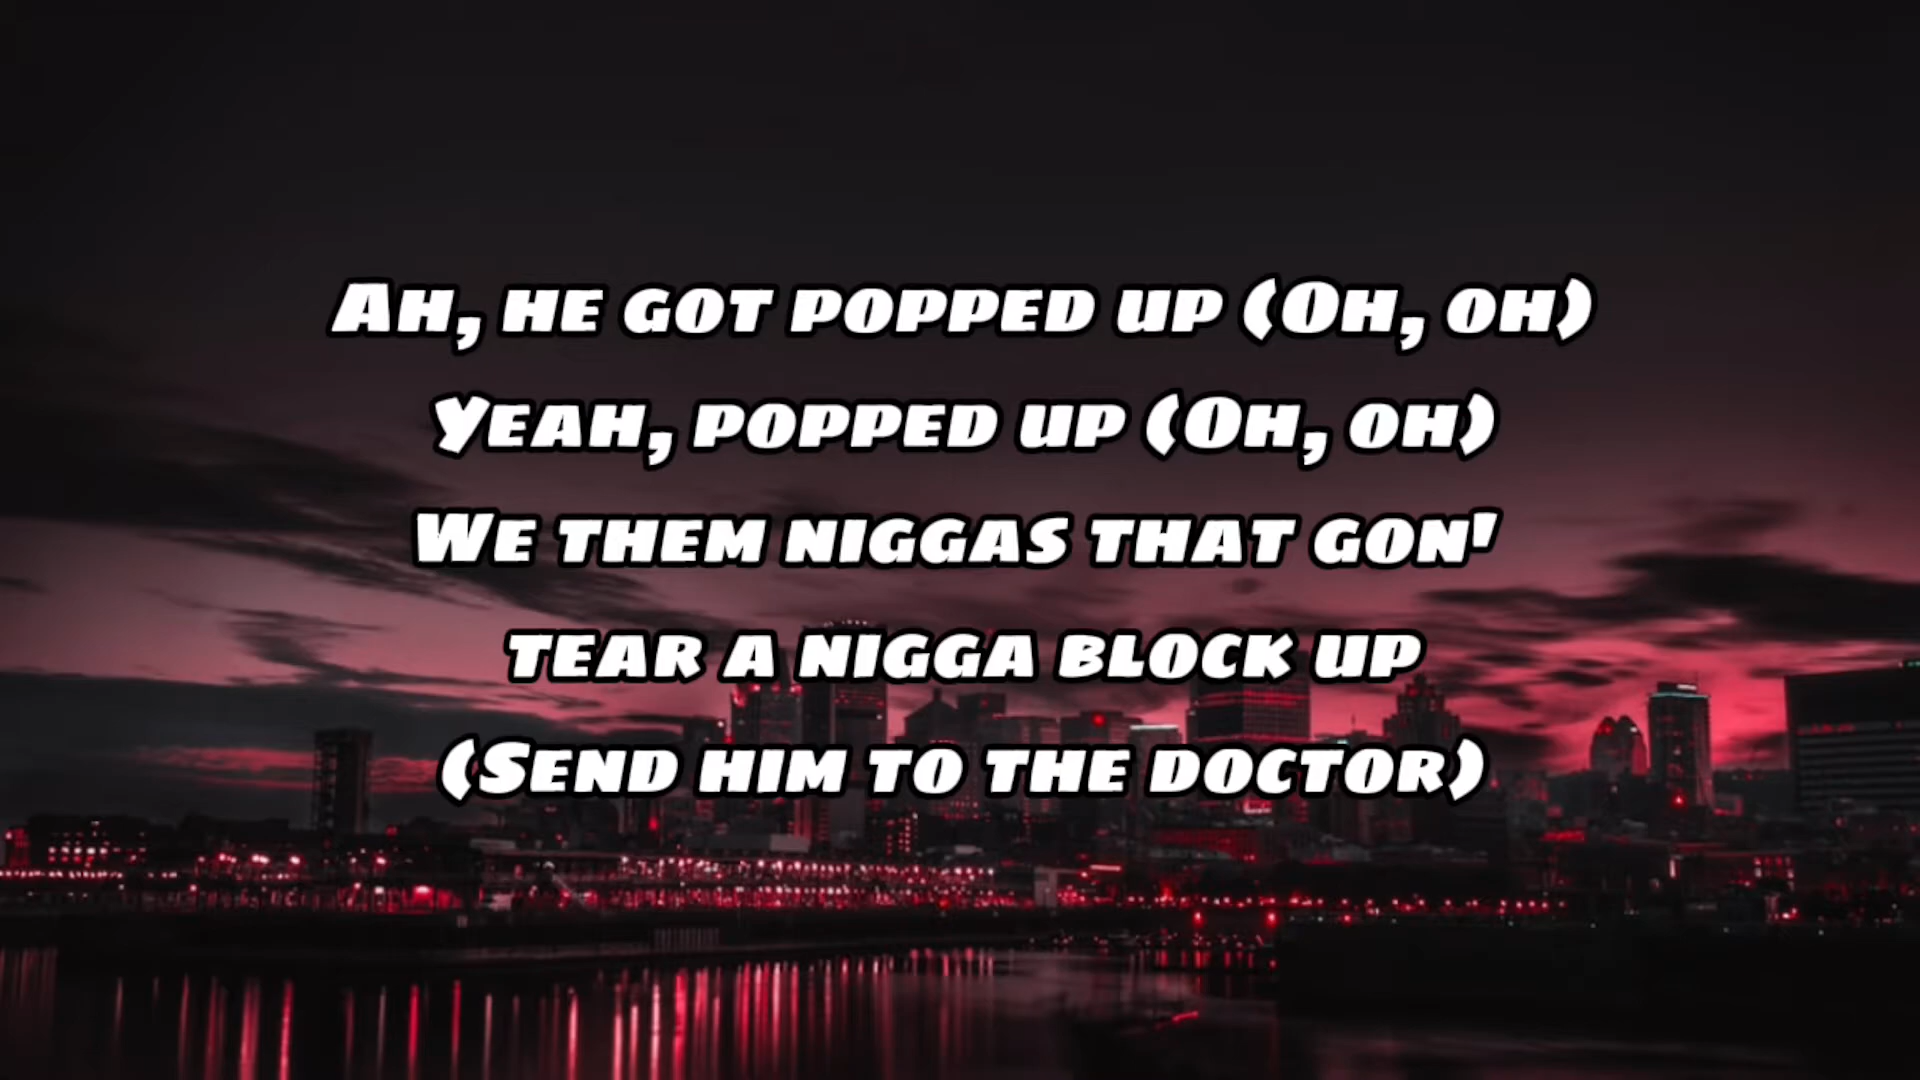 Ah, he got popped up (Oh, oh)
Yeah, popped up (Oh, oh)
We them niggas that gon'
tear a nigga block up
(Send him to the doctor)